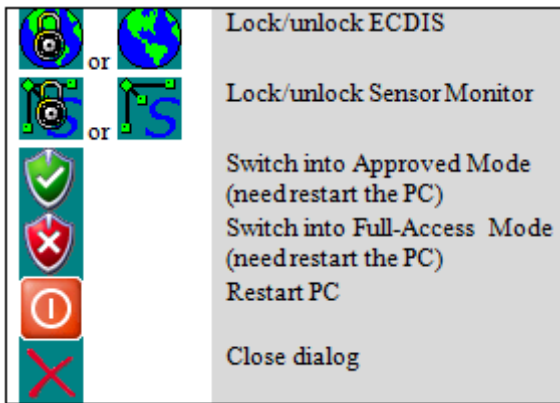 or
Lock/unlock ECDIS
or
Lock/unlock Sensor Monitor
Switch into Approved Mode
(need restart the PC)
Switch into Full-Access Mode
(need restart the PC)
Restart PC
Close dialog